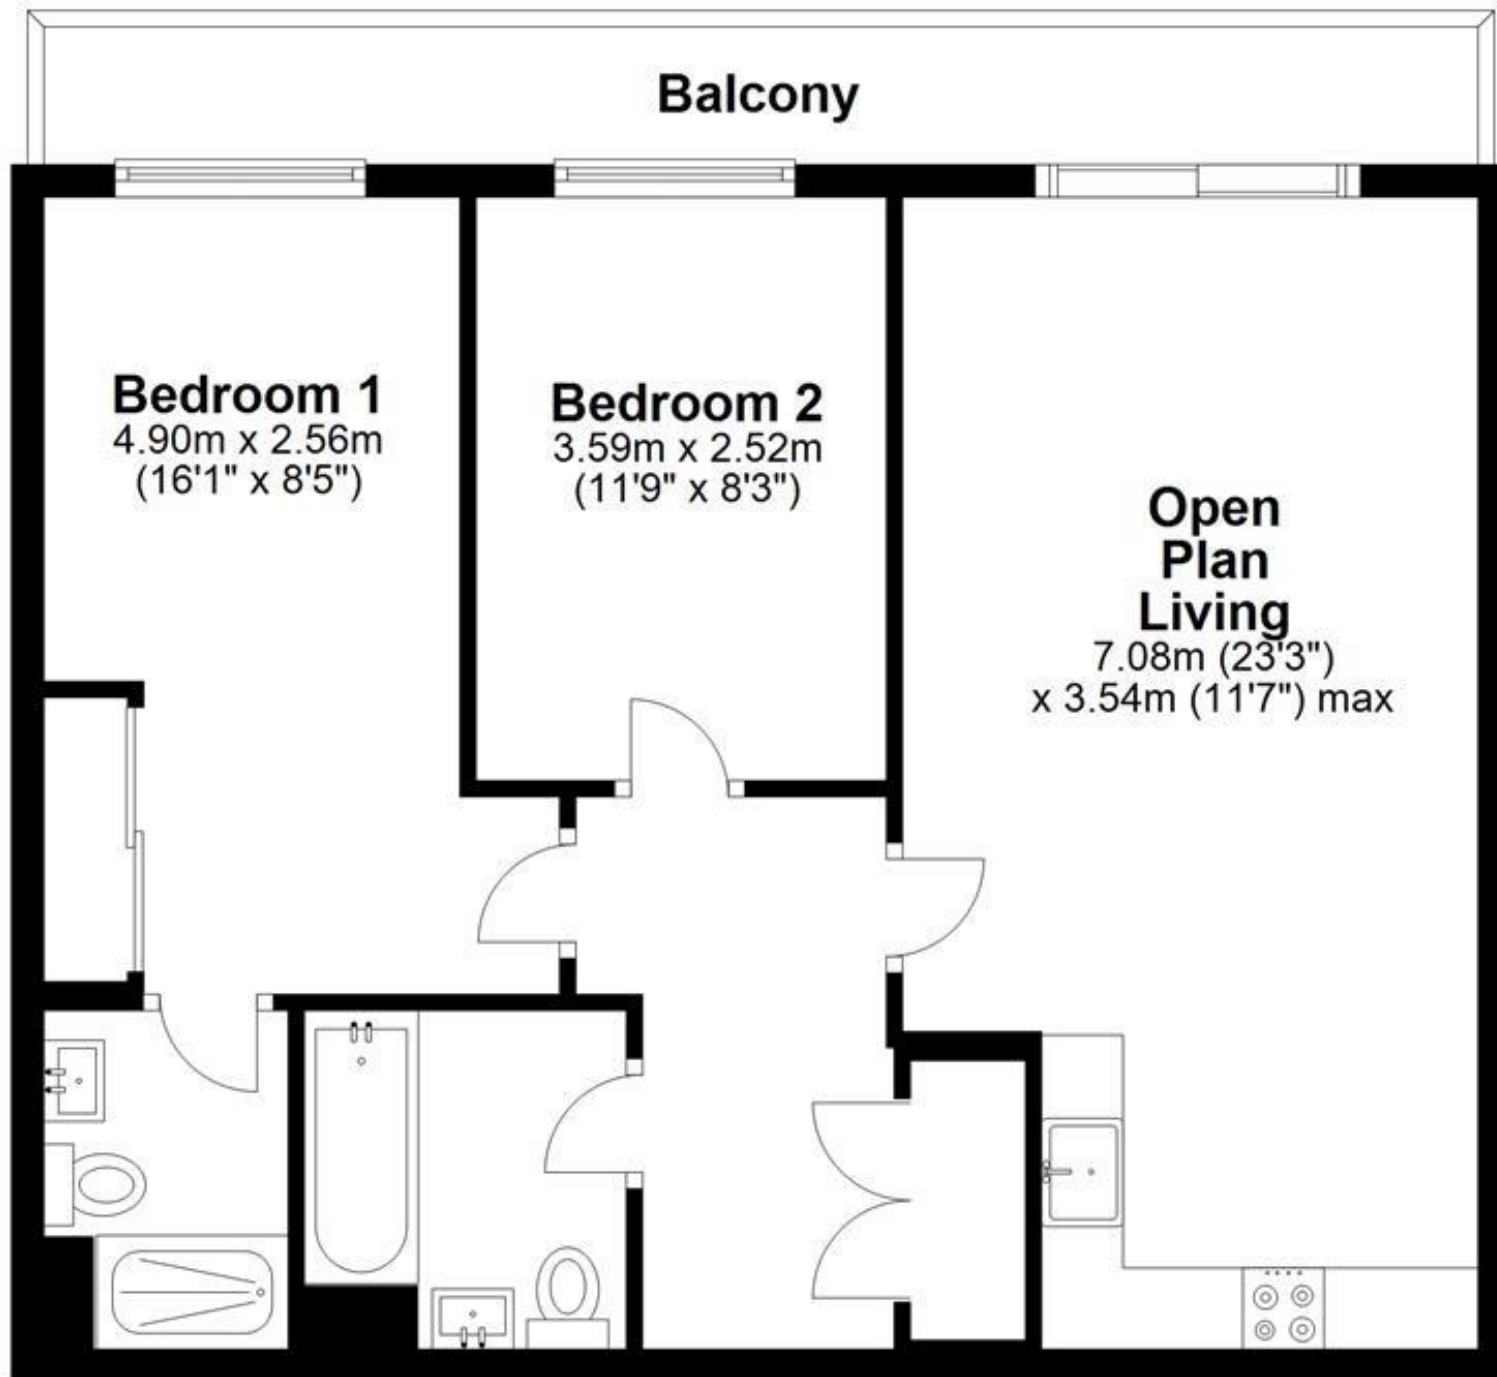 Balcony
Bedroom 1
4.90m x 2.56m
(16'1" x 8'5")
Bedroom 2
3.59m x 2.52m
(11'9" x 8'3")
Open
Plan
Living
7.08m (23'3")
x 3.54m (11'7") max